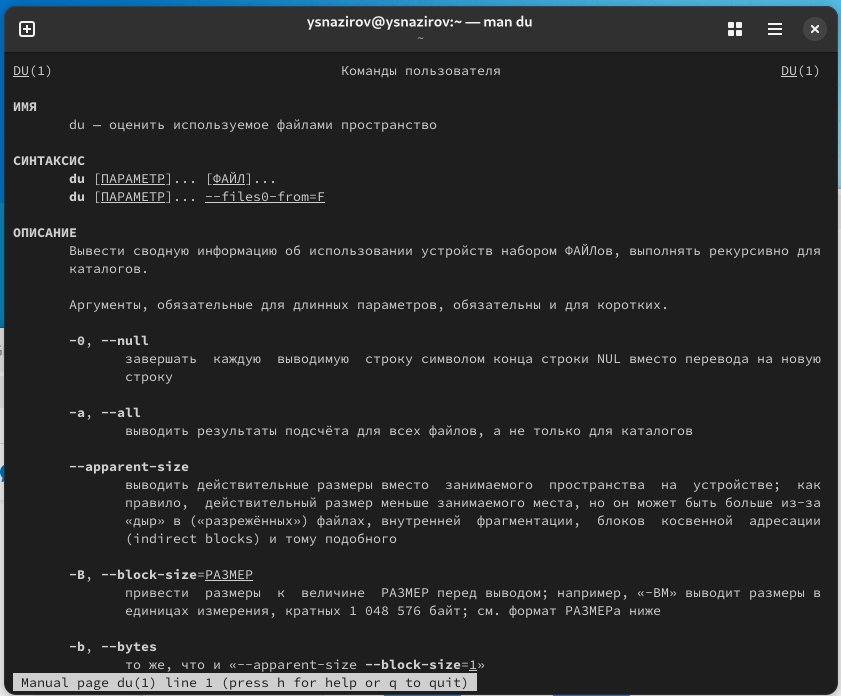 ysnazirov@ysnazirov:~ — man du
~
DU(1) Команды пользователя DU(1)
ИМЯ
du — оценить используемое файлами пространство
СИНТАКСИС
du [ПАРАМЕТР]... [ФАЙЛ]...
du [ПАРАМЕТР]... --files0-from=F
ОПИСАНИЕ
Вывести сводную информацию об использовании устройств набором ФАЙЛов, выполнять рекурсивно для
каталогов.
Аргументы, обязательные для длинных параметров, обязательны и для коротких.
-0, --null
завершать каждую выводимую строку символом конца строки NUL вместо перевода на новую
строку
-a, --all
выводить результаты подсчёта для всех файлов, а не только для каталогов
--apparent-size
выводить действительные размеры вместо занимаемого пространства на устройстве; как
правило, действительный размер меньше занимаемого места, но он может быть больше из-за
«дыр» в («разрежённых») файлах, внутренней фрагментации, блоков косвенной адресации
(indirect blocks) и тому подобного
-B, --block-size=РАЗМЕР
привести размеры к величине РАЗМЕР перед выводом; например, «-BM» выводит размеры в
единицах измерения, кратных 1 048 576 байт; см. формат РАЗМЕРа ниже
-b, --bytes
то же, что и «--apparent-size --block-size=1»
Manual page du(1) line 1 (press h for help or q to quit)